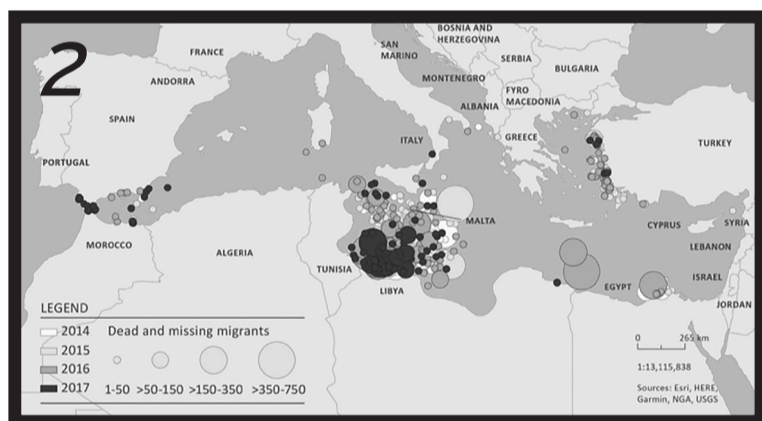 2
FRANCE
ANDORRA
SPAIN
PORTUGAL
SAN
MARINO
BOSNIA AND
HERZEGOVINA
SERBIA
BULGARIA
MONTENEGRO
FYRO
MACEDONIA
ALBANIA
ITALY
GREECE
TURKEY
MALTA
CYPRUS
SYRIA
LEBANON
ISRAEL
JORDAN
EGYPT
MOROCCO
ALGERIA
TUNISIA
LIBYA
LEGEND
2014
2015
2016
2017
Dead and missing migrants
1-50 >50-150 >150-350 >350-750
0 265 km
1:13,115,838
Sources: Esri, HERE,
Garmin, NGA, USGS